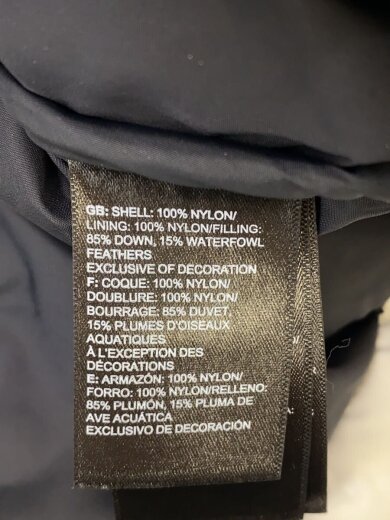 GB: SHELL: 100% NYLON/
LINING: 100% NYLON/FILLING:
85% DOWN, 15% WATERFOWL
FEATHERS
EXCLUSIVE OF DECORATION
F: COQUE: 100% NYLON/
DOUBLURE: 100% NYLON/
BOURRAGE: 85% DUVET,
15% PLUMES D'OISEAUX
AQUATIQUES
À L'EXCEPTION DES
DÉCORATIONS
E: ARMAZÓN: 100% NYLON/
FORRO: 100% NYLON/RELLENO:
85% PLUMÓN, 15% PLUMA DE
AVE ACUÁTICA
EXCLUSIVO DE DECORACIÓN